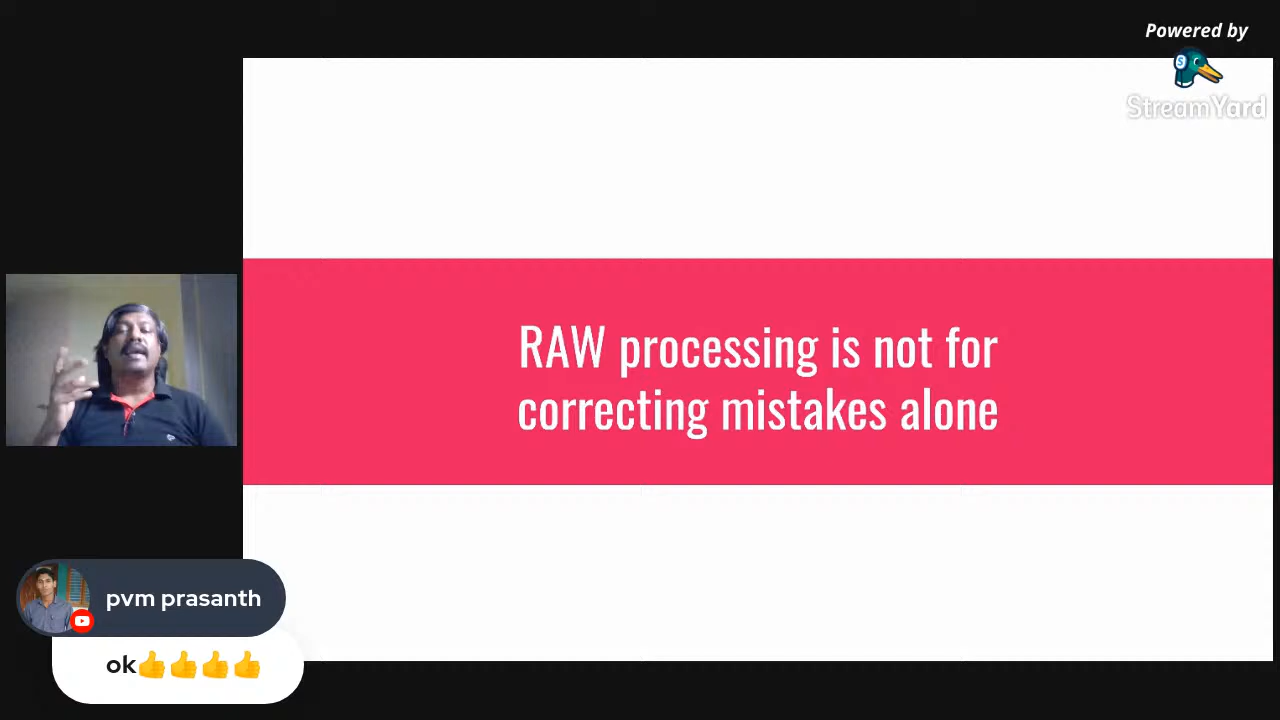 Powered by
StreamYard
RAW processing is not for
correcting mistakes alone
pvm prasanth
ok👍👍👍👍